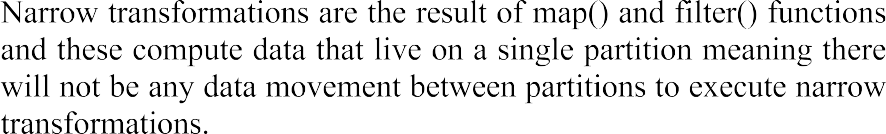 Narrow transformations are the result of map() and filter() functions
and these compute data that live on a single partition meaning there
will not be any data movement between partitions to execute narrow
transformations.